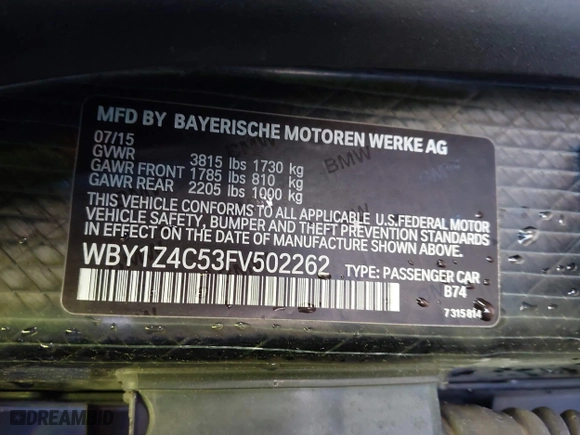 MFD BY BAYERISCHE MOTOREN WERKE AG
07/15
GVWR 3815 lbs 1730 kg
GAWR FRONT 1785 lbs 810 kg
GAWR REAR 2205 lbs 1000 kg
THIS VEHICLE CONFORMS TO ALL APPLICABLE U.S.FEDERAL MOTOR
VEHICLE SAFETY, BUMPER, AND THEFT PREVENTION STANDARDS
IN EFFECT ON THE DATE OF MANUFACTURE SHOWN ABOVE.
WBY1Z4C53FV502262 TYPE: PASSENGER CAR
B74
7315814
BMW
BMW
DREAMBID